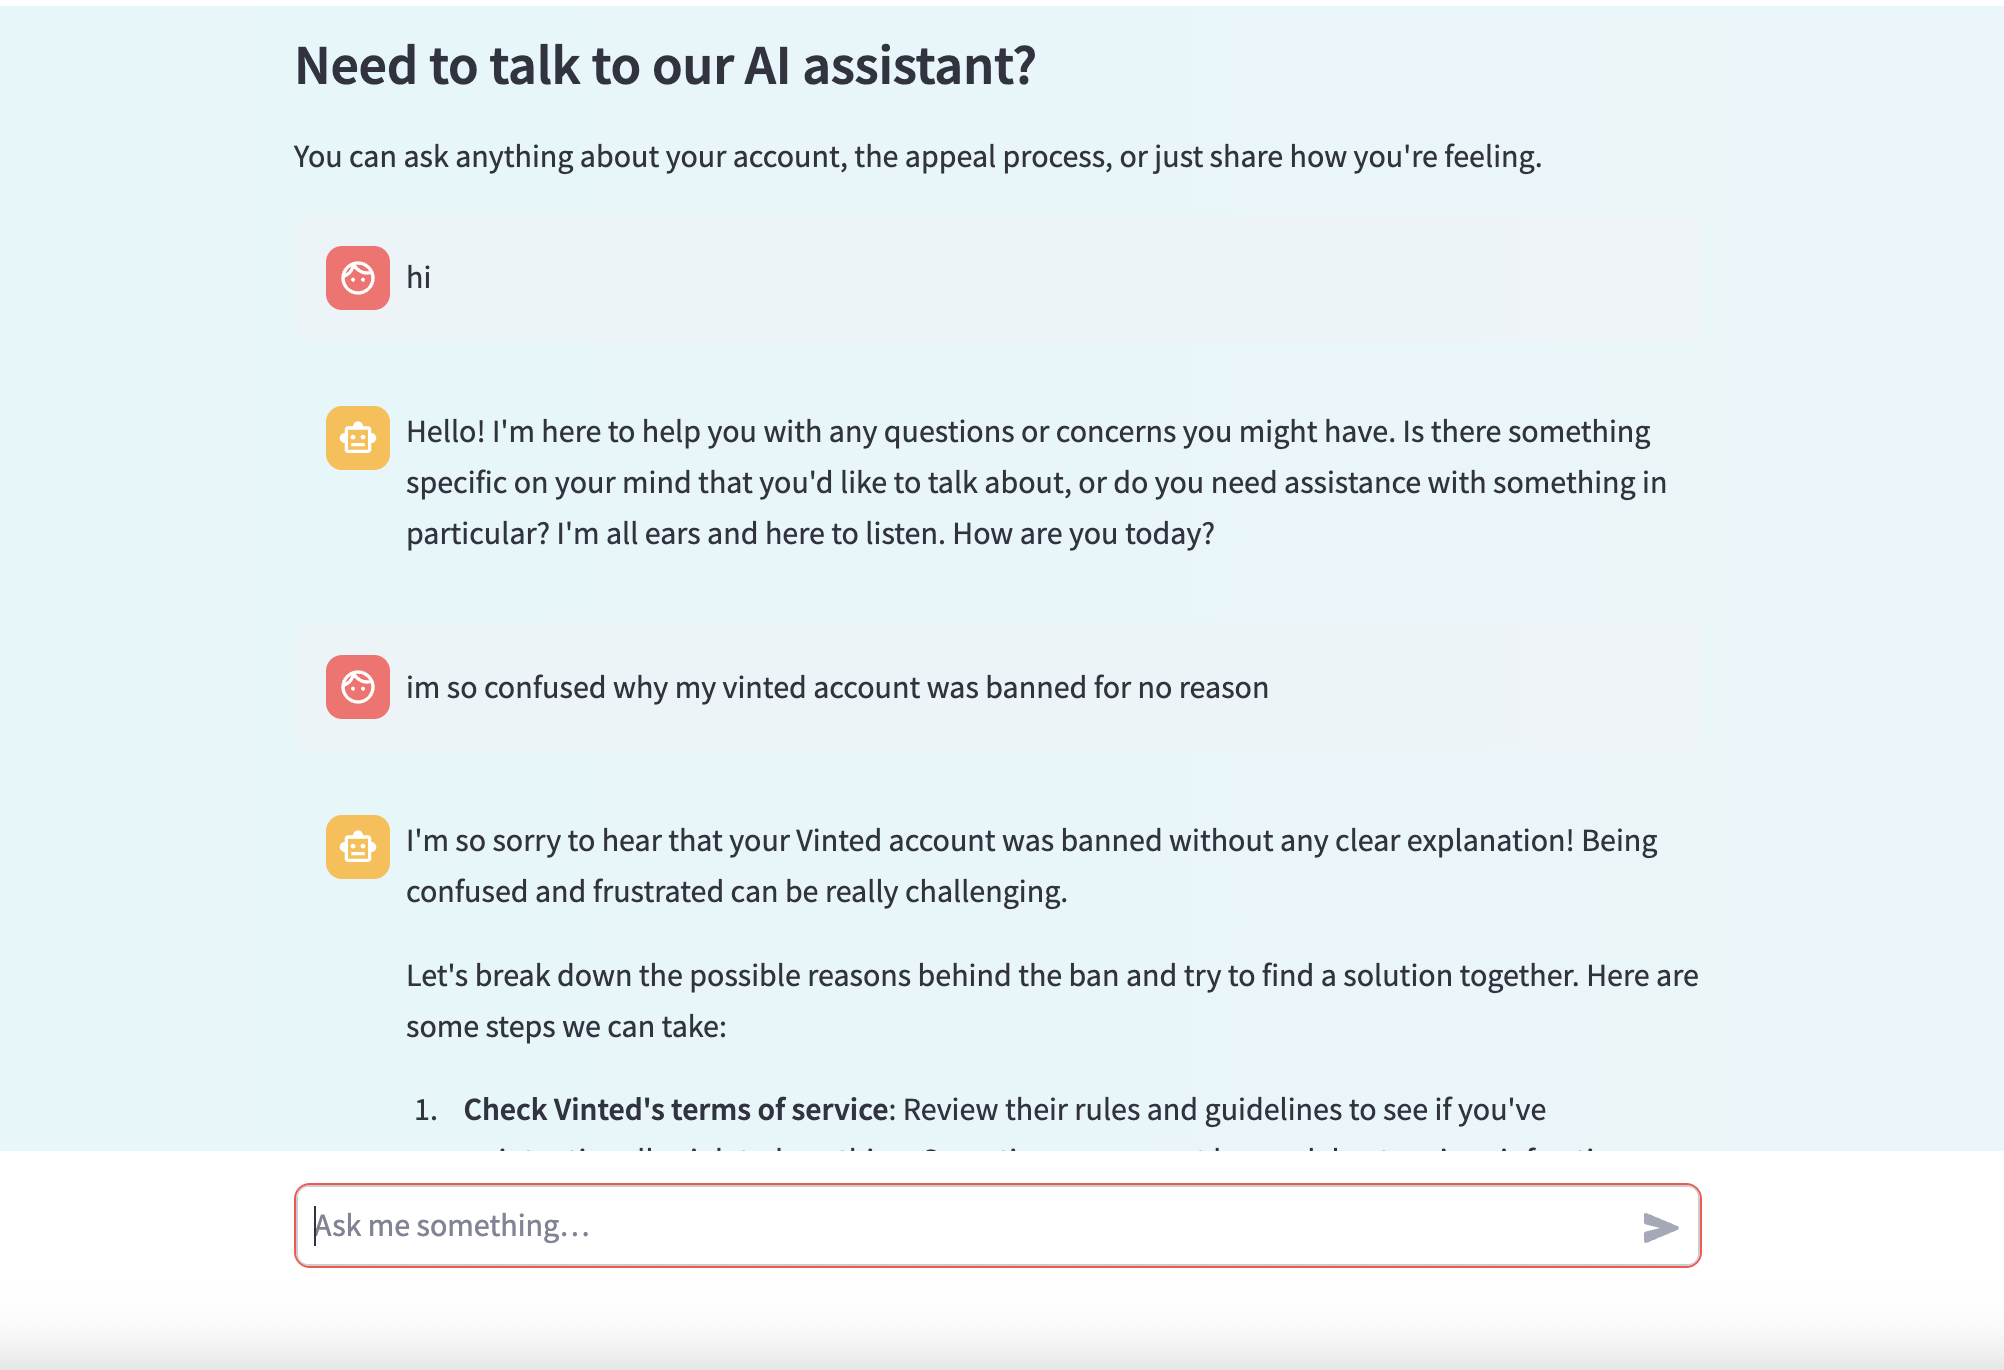 Need to talk to our AI assistant?
You can ask anything about your account, the appeal process, or just share how you're feeling.
hi
Hello! I'm here to help you with any questions or concerns you might have. Is there something
specific on your mind that you'd like to talk about, or do you need assistance with something in
particular? I'm all ears and here to listen. How are you today?
im so confused why my vinted account was banned for no reason
I'm so sorry to hear that your Vinted account was banned without any clear explanation! Being
confused and frustrated can be really challenging.
Let's break down the possible reasons behind the ban and try to find a solution together. Here are
some steps we can take:
1. Check Vinted's terms of service: Review their rules and guidelines to see if you've
Ask me something…